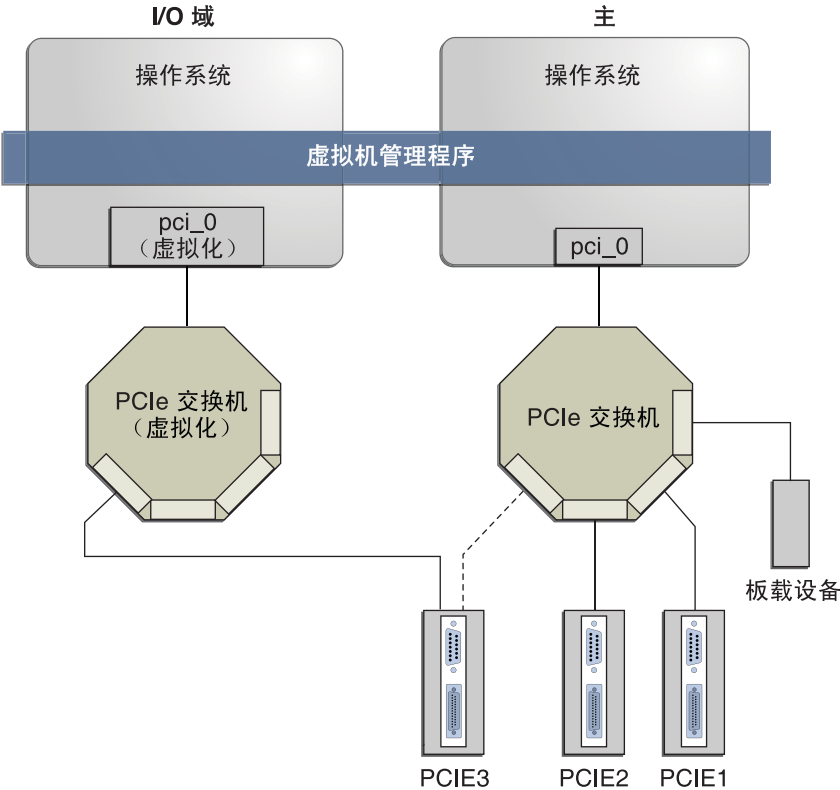 I/O 域
主
操作系统
操作系统
虚拟机管理程序
pci_0
（虚拟化）
pci_0
PCIe 交换机
（虚拟化）
PCIe 交换机
板载设备
PCIE3
PCIE2
PCIE1